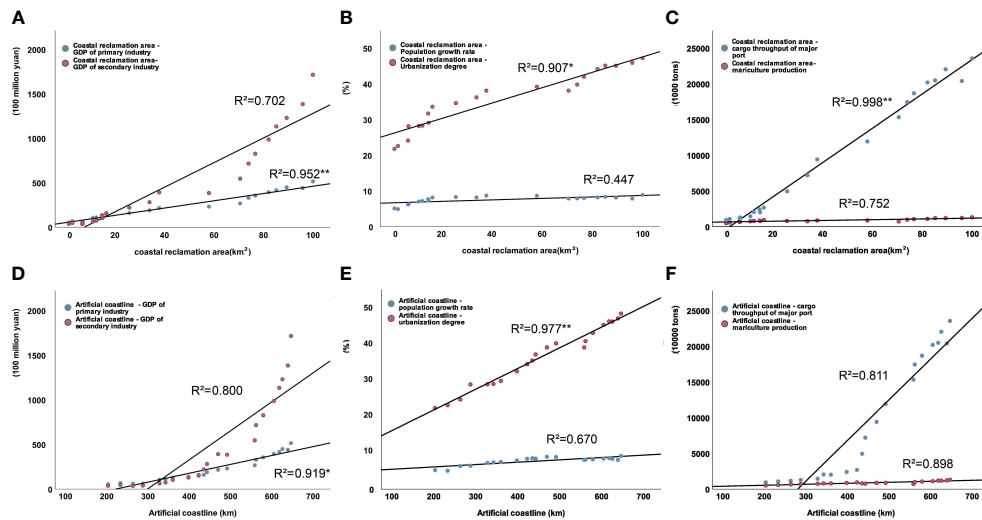 A
2000
1500
1000
500
0
(100 million yuan)
Coastal reclamation area -
GDP of primary industry
Coastal reclamation area-
GDP of secondary industry
R²=0.702
R²=0.952**
0
20
40
60
80
100
coastal reclamation area(km²)
B
50
40
30
20
10
0
(%)
Coastal reclamation area -
Population growth rate
Coastal reclamation area -
Urbanization degree
R²=0.907*
R²=0.447
0
20
40
60
80
100
coastal reclamation area(km²)
C
25000
20000
15000
10000
5000
0
(1000 tons)
Coastal reclamation area -
cargo throughput of major
port
Coastal reclamation area-
mariculture production
R²=0.998**
R²=0.752
0
20
40
60
80
100
coastal reclamation area(km²)
D
2000
1500
1000
500
0
(100 million yuan)
Artificial coastline - GDP of
primary industry
Artificial coastline - GDP of
secondary industry
R²=0.800
R²=0.919*
100
200
300
400
500
600
700
Artificial coastline (km)
E
50
40
30
20
10
0
(%)
Artificial coastline -
population growth rate
Artificial coastline -
urbanization degree
R²=0.977**
R²=0.670
100
200
300
400
500
600
700
Artificial coastline (km)
F
25000
20000
15000
10000
5000
0
(10000 tons)
Artificial coastline - cargo
throughput of major port
Artificial coastline -
mariculture production
R²=0.811
R²=0.898
100
200
300
400
500
600
700
Artificial coastline (km)